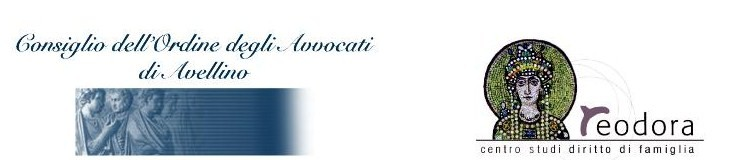 Consiglio dell'Ordine degli Avvocati
di Avellino
Teodora
centro studi diritto di famiglia